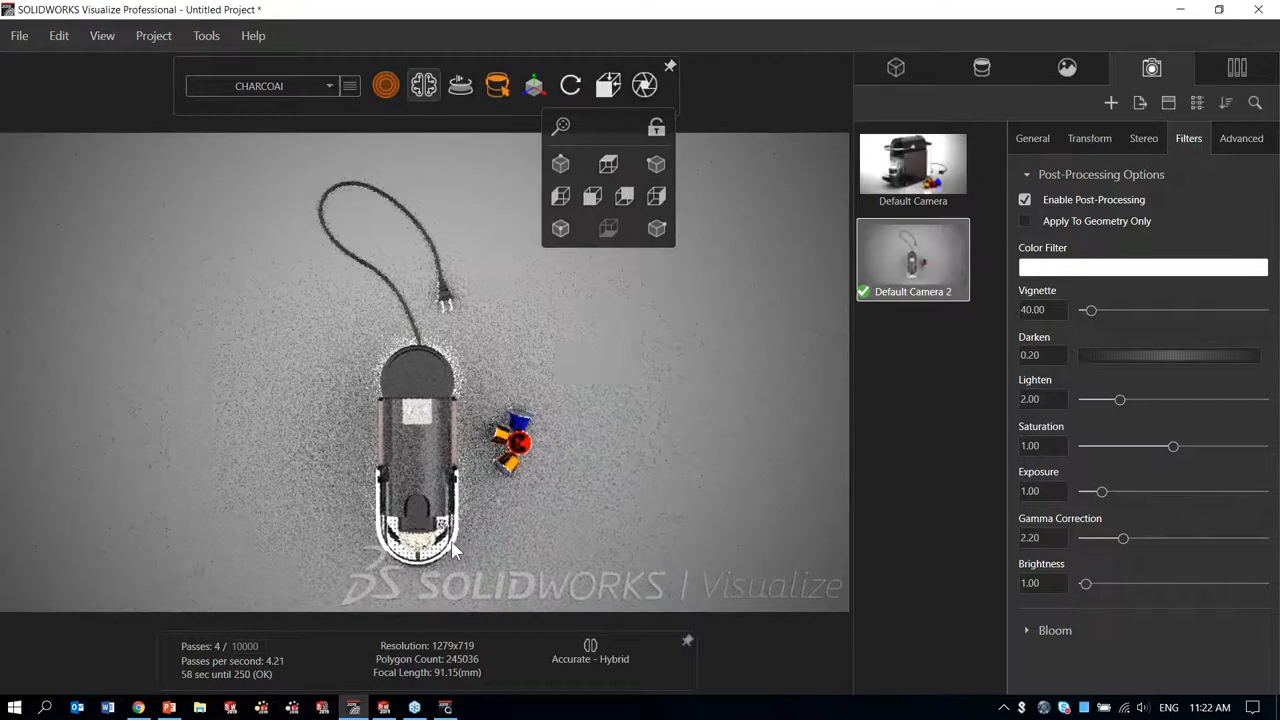 SOLIDWORKS Visualize Professional - Untitled Project *
File Edit View Project Tools Help
CHARCOAl
General Transform Stereo Filters Advanced
Default Camera
Default Camera 2
Post-Processing Options
Enable Post-Processing
Apply To Geometry Only
Color Filter
Vignette
40.00
Darken
0.20
Lighten
2.00
Saturation
1.00
Exposure
1.00
Gamma Correction
2.20
Brightness
1.00
Bloom
SOLIDWORKS | Visualize
Passes: 4 / 10000
Passes per second: 4.21
58 sec until 250 (OK)
Resolution: 1279x719
Polygon Count: 245036
Focal Length: 91.15(mm)
Accurate - Hybrid
ENG 11:22 AM